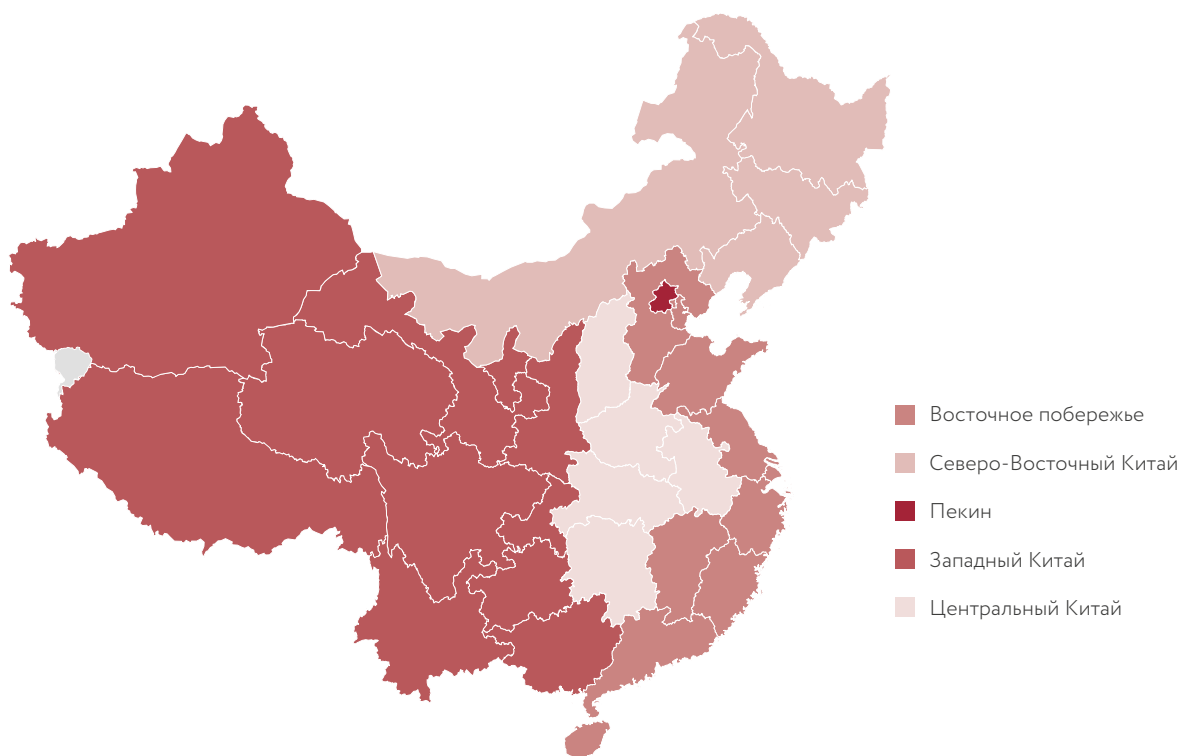 Восточное побережье
Северо-Восточный Китай
Пекин
Западный Китай
Центральный Китай